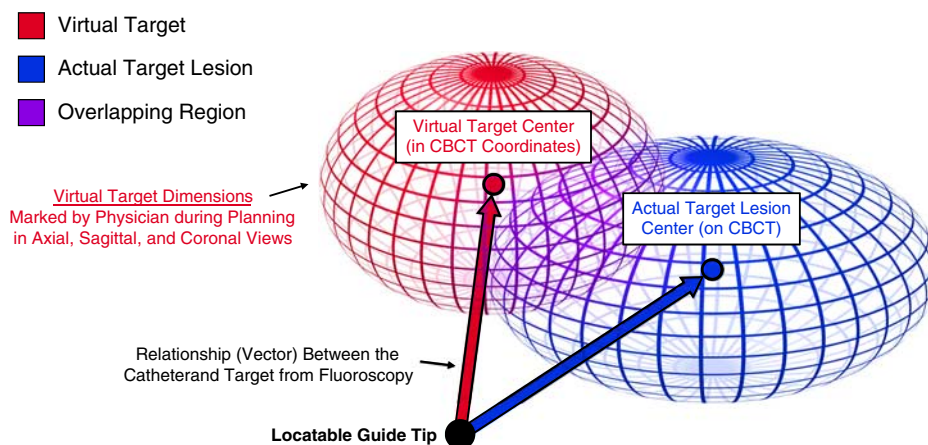 Virtual Target
Actual Target Lesion
Overlapping Region
Virtual Target Center
(in CBCT Coordinates)
Virtual Target Dimensions
Marked by Physician during Planning
in Axial, Sagittal, and Coronal Views
Actual Target Lesion
Center (on CBCT)
Relationship (Vector) Between the
Catheterand Target from Fluoroscopy
Locatable Guide Tip